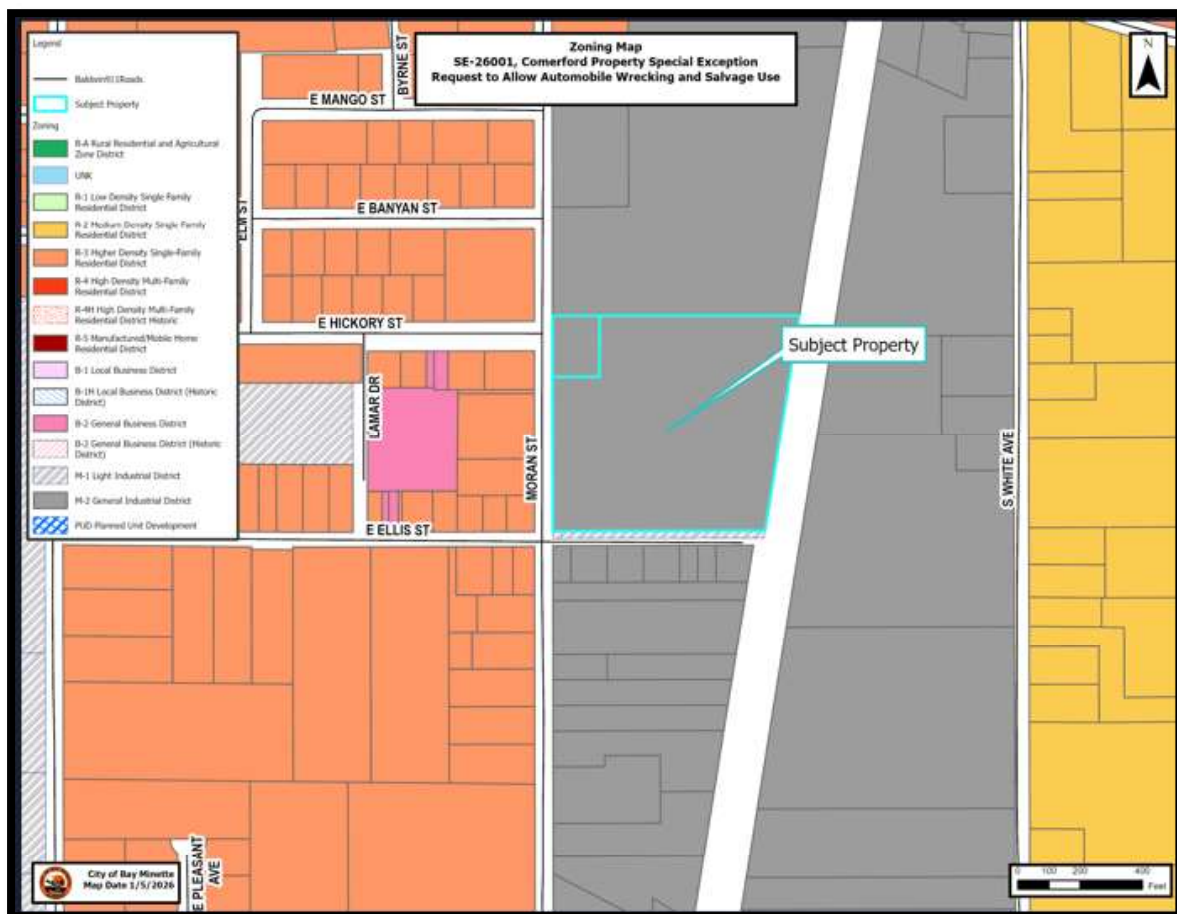 Legend
Baldwin911Roads
Subject Property
Zoning
R-A Rural Residential and Agricultural
Zone District
UNK
R-1 Low Density Single Family
Residential District
R-2 Medium Density Single Family
Residential District
R-3 Higher Density Single-Family
Residential District
R-4 High Density Multi-Family
Residential District
R-4H High Density Multi-Family
Residential District Historic
R-5 Manufactured/Mobile Home
Residential District
B-1 Local Business District
B-1H Local Business District (Historic
District)
B-2 General Business District
B-2 General Business District (Historic
District)
M-1 Light Industrial District
M-2 General Industrial District
PUD Planned Unit Development
Zoning Map
SE-26001, Comerford Property Special Exception
Request to Allow Automobile Wrecking and Salvage Use
N
BYRNE ST
E MANGO ST
ELM ST
E BANYAN ST
E HICKORY ST
Subject Property
LAMAR DR
MORAN ST
S WHITE AVE
E ELLIS ST
E PLEASANT
AVE
City of Bay Minette
Map Date 1/5/2026
0 100 200 400
Feet